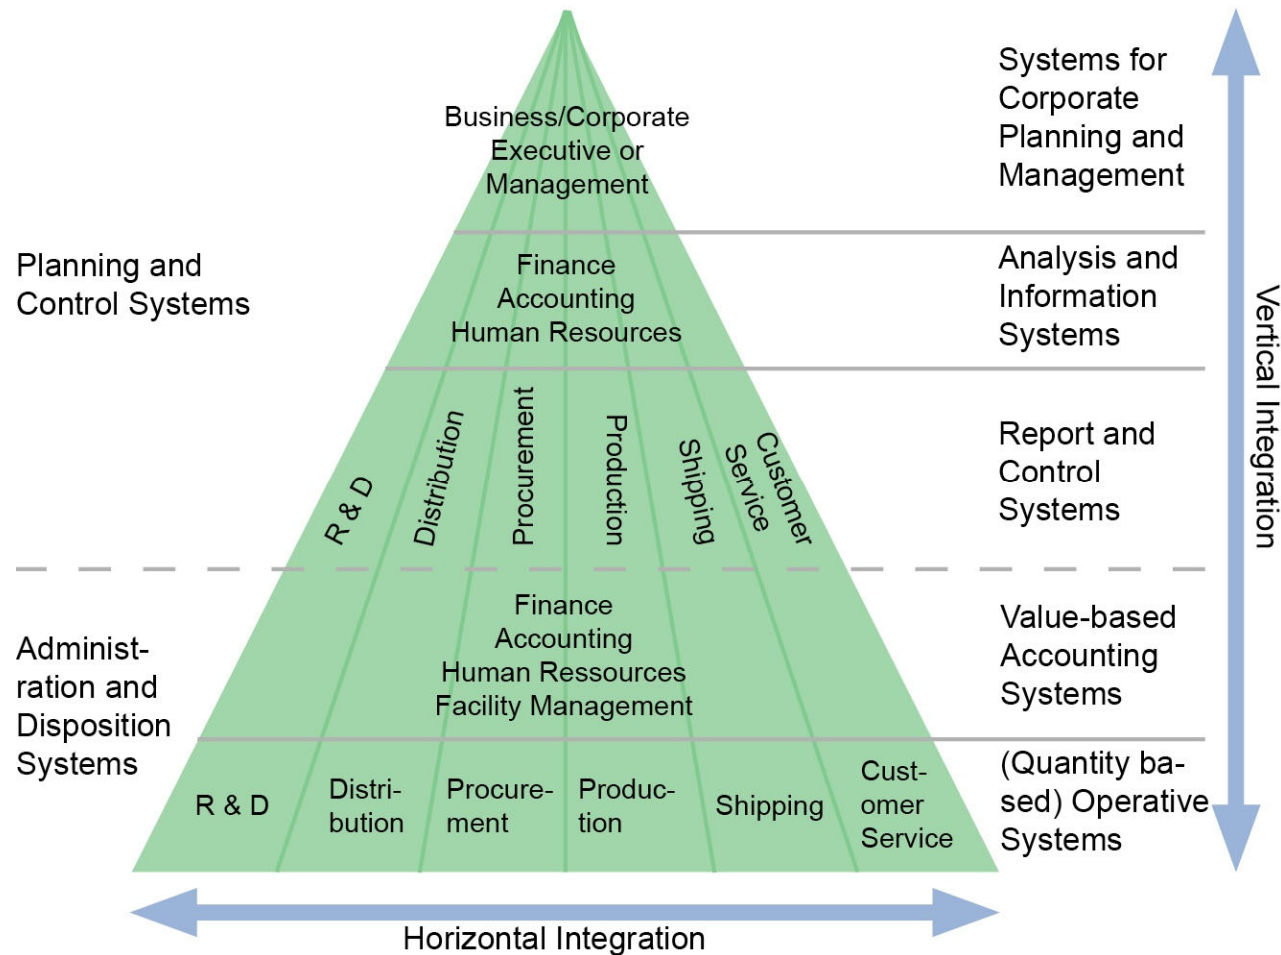 Business/Corporate
Executive or
Management
Systems for
Corporate
Planning and
Management
Planning and
Control Systems
Finance
Accounting
Human Resources
Analysis and
Information
Systems
Vertical Integration
R & D
Distribution
Procurement
Production
Shipping
Customer
Service
Report and
Control
Systems
Administ-
ration and
Disposition
Systems
Finance
Accounting
Human Ressources
Facility Management
Value-based
Accounting
Systems
R & D
Distri-
bution
Procure-
ment
Produc-
tion
Shipping
Cust-
omer
Service
(Quantity ba-
sed) Operative
Systems
Horizontal Integration